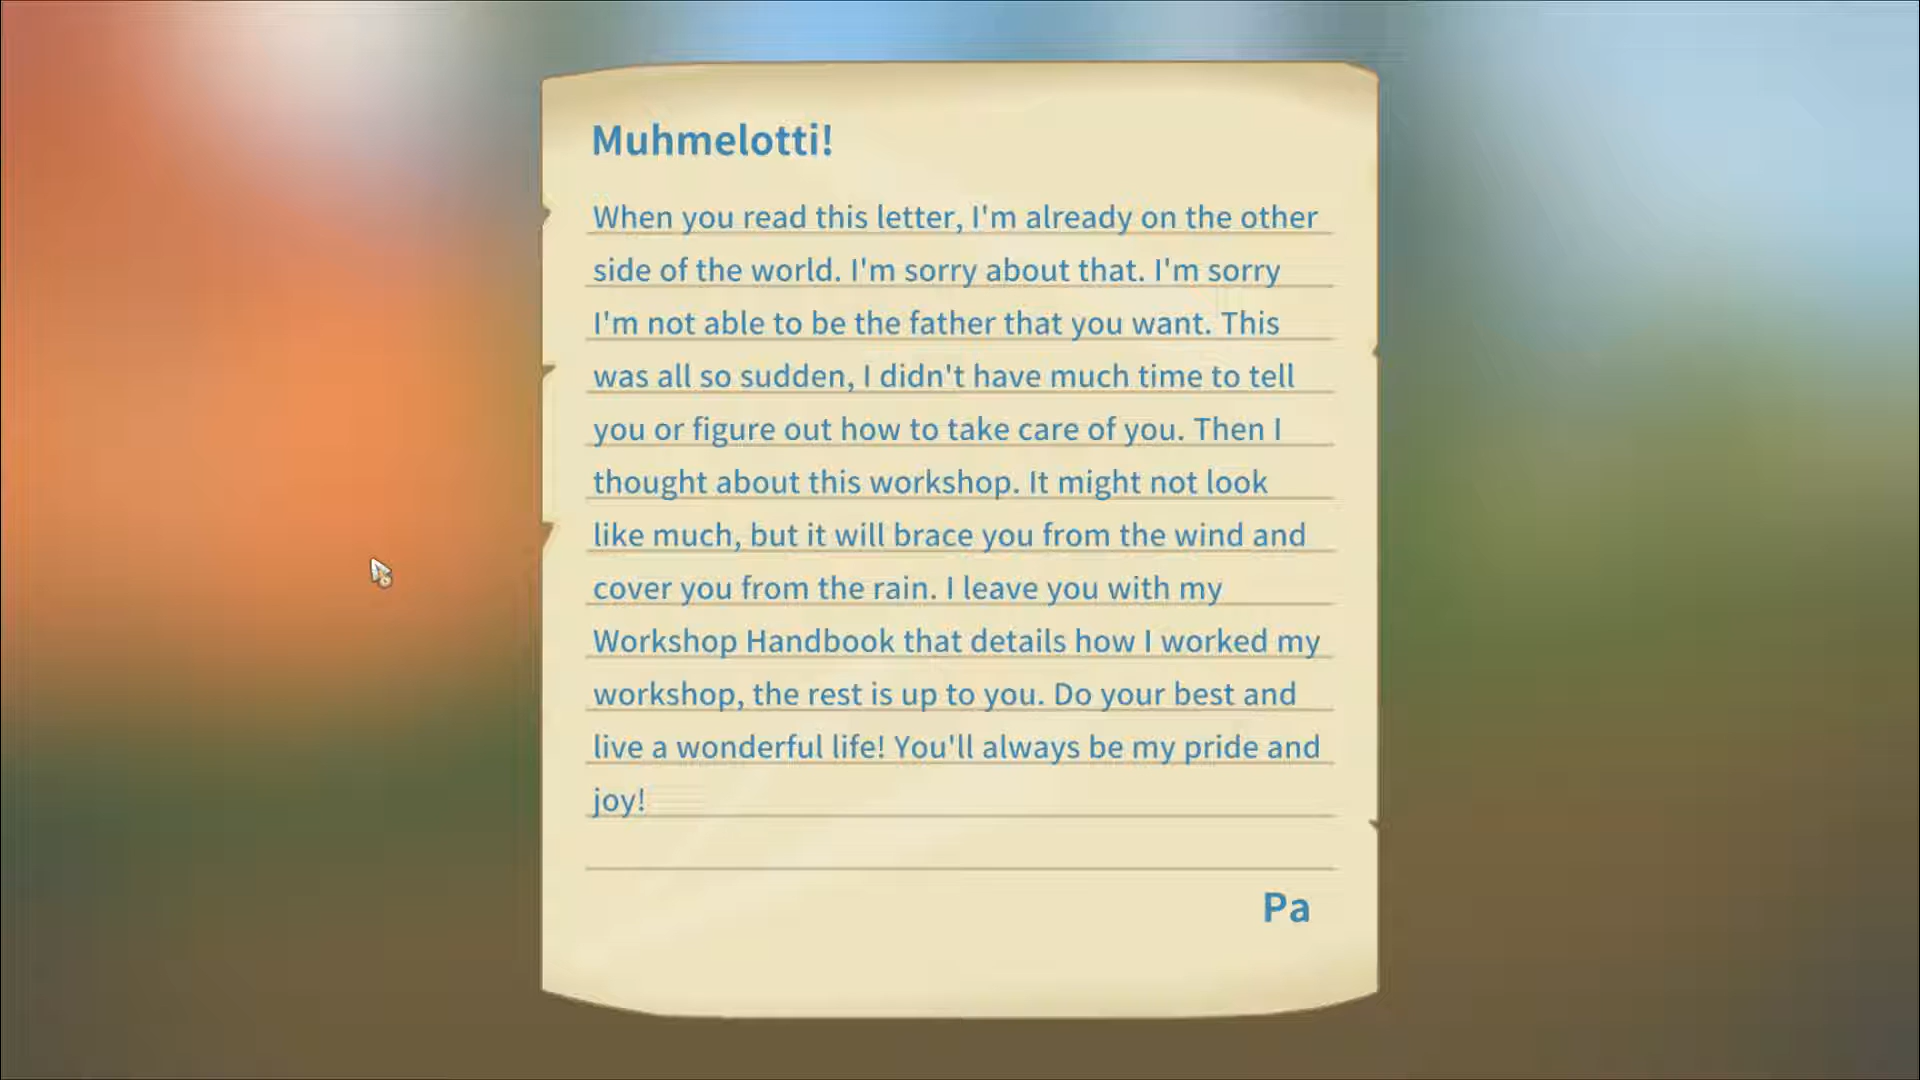 Muhmelotti!
When you read this letter, I'm already on the other
side of the world. I'm sorry about that. I'm sorry
I'm not able to be the father that you want. This
was all so sudden, I didn't have much time to tell
you or figure out how to take care of you. Then I
thought about this workshop. It might not look
like much, but it will brace you from the wind and
cover you from the rain. I leave you with my
Workshop Handbook that details how I worked my
workshop, the rest is up to you. Do your best and
live a wonderful life! You'll always be my pride and
joy!
Pa